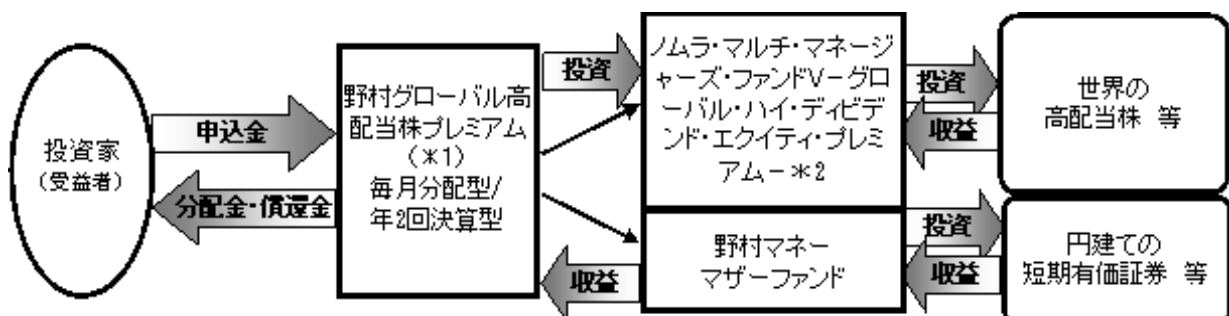 投資家
(受益者)
申込金
分配金・償還金
野村グローバル高
配当株プレミアム
(*1)
毎月分配型/
年2回決算型
投資
収益
ノムラ・マルチ・マネージ
ャーズ・ファンドⅤ－グロ
ーバル・ハイ・ディビデ
ンド・エクイティ・プレミ
アム－*2
野村マネー
マザーファンド
投資
収益
投資
収益
世界の
高配当株 等
円建ての
短期有価証券 等